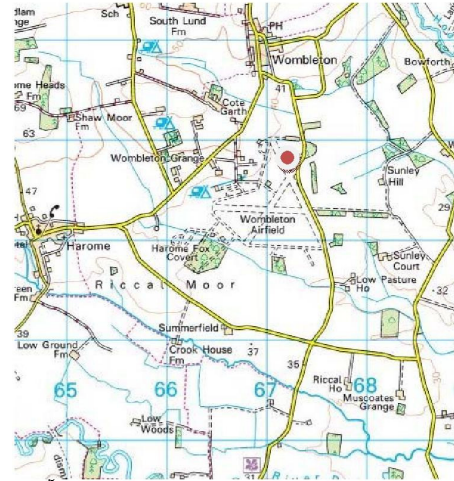 Sch
South Lund
Fm
PH
Wombleton
Bowforth
Cote
Garth
41
Fm
69
Shaw Moor
Fm
63
Wombleton Grange
Sunley
Hill
47
29
Wombleton
Airfield
Harome
Harome Fox
Covert
Sunley
Court
Riccal Moor
Low Pasture
Ho
32
Fm
39
Summerfield
Low Ground
Fm
Crook House
Fm
37
35
65
66
67
68
Riccal
Ho
Muscoates
Grange
Low
Woods
31